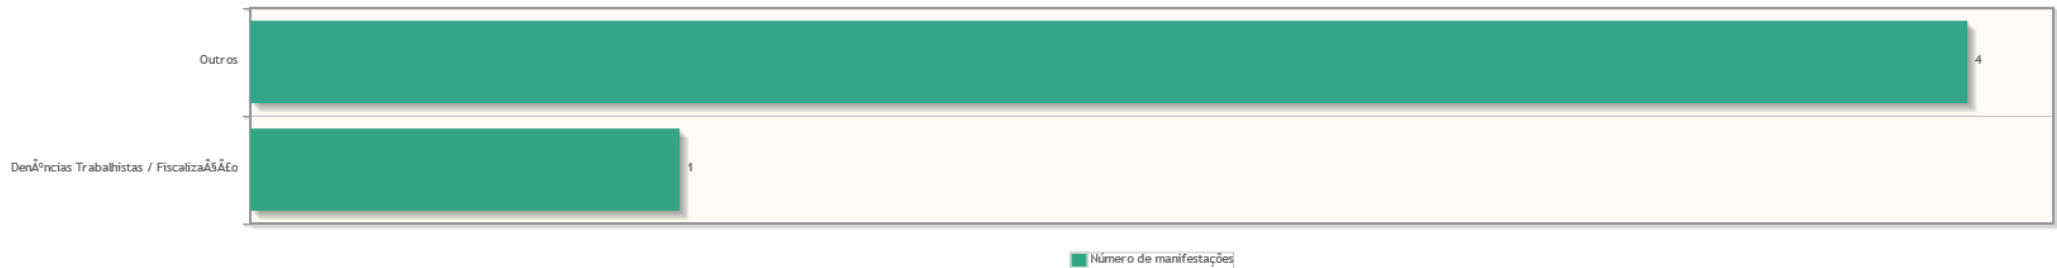 Outros
4
DenÃºncias Trabalhistas / FiscalizaÃ§Ã£o
1
Número de manifestações